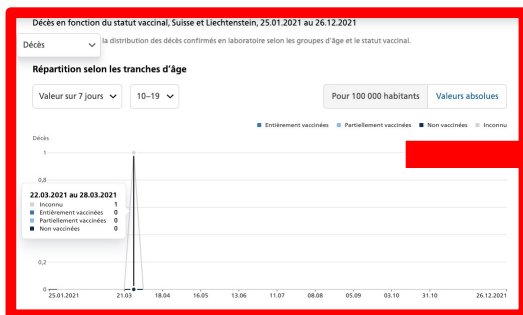 Décès en fonction du statut vaccinal, Suisse et Liechtenstein, 25.01.2021 au 26.12.2021
Décès
la distribution des décès confirmés en laboratoire selon les groupes d'âge et le statut vaccinal.
Répartition selon les tranches d'âge
Valeur sur 7 jours 10–19 Pour 100 000 habitants Valeurs absolues
Entièrement vaccinées Partiellement vaccinées Non vaccinées Inconnu
Décès
1
0,8
22.03.2021 au 28.03.2021
Inconnu 1
Entièrement vaccinées 0
Partiellement vaccinées 0
Non vaccinées 0
0,2
0
25.01.2021 21.03 18.04 16.05 13.06 11.07 08.08 05.09 03.10 31.10 26.12.2021